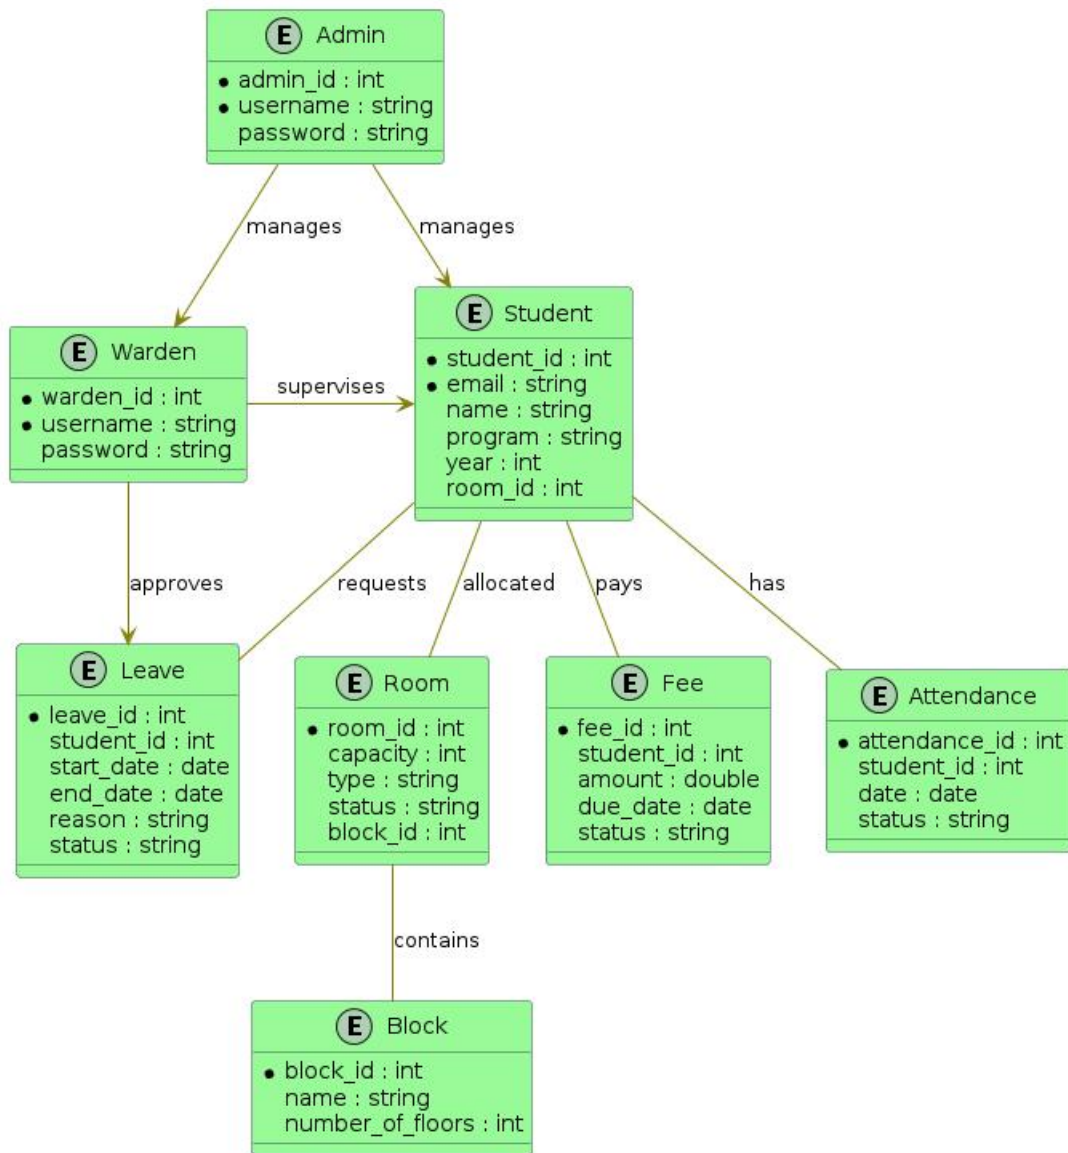 E Admin
admin_id : int
username : string
password : string
manages
manages
E Student
student_id : int
email : string
name : string
program : string
year : int
room_id : int
E Warden
warden_id : int
username : string
password : string
supervises
approves
requests
allocated
pays
has
E Leave
leave_id : int
student_id : int
start_date : date
end_date : date
reason : string
status : string
E Room
room_id : int
capacity : int
type : string
status : string
block_id : int
E Fee
fee_id : int
student_id : int
amount : double
due_date : date
status : string
E Attendance
attendance_id : int
student_id : int
date : date
status : string
contains
E Block
block_id : int
name : string
number_of_floors : int